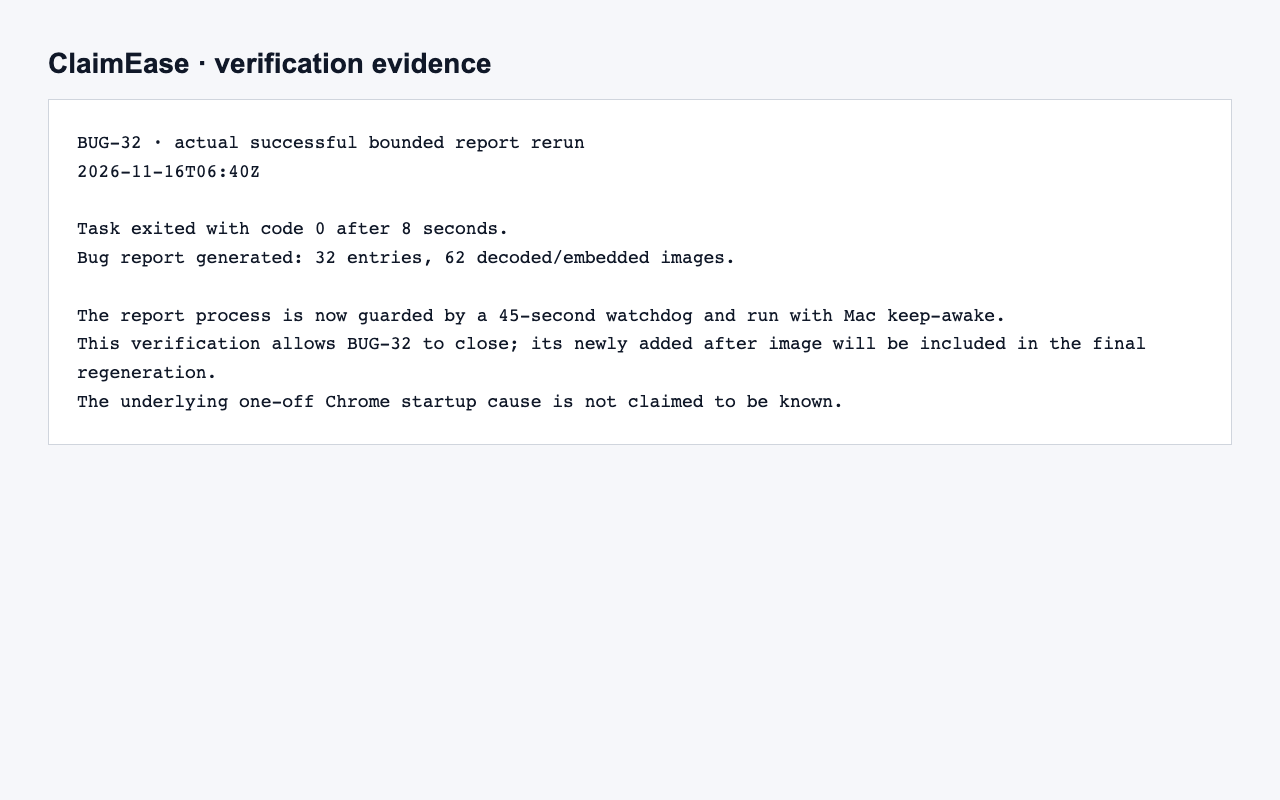 ClaimEase · verification evidence
BUG-32 · actual successful bounded report rerun
2026-11-16T06:40Z
Task exited with code 0 after 8 seconds.
Bug report generated: 32 entries, 62 decoded/embedded images.
The report process is now guarded by a 45-second watchdog and run with Mac keep-awake.
This verification allows BUG-32 to close; its newly added after image will be included in the final
regeneration.
The underlying one-off Chrome startup cause is not claimed to be known.